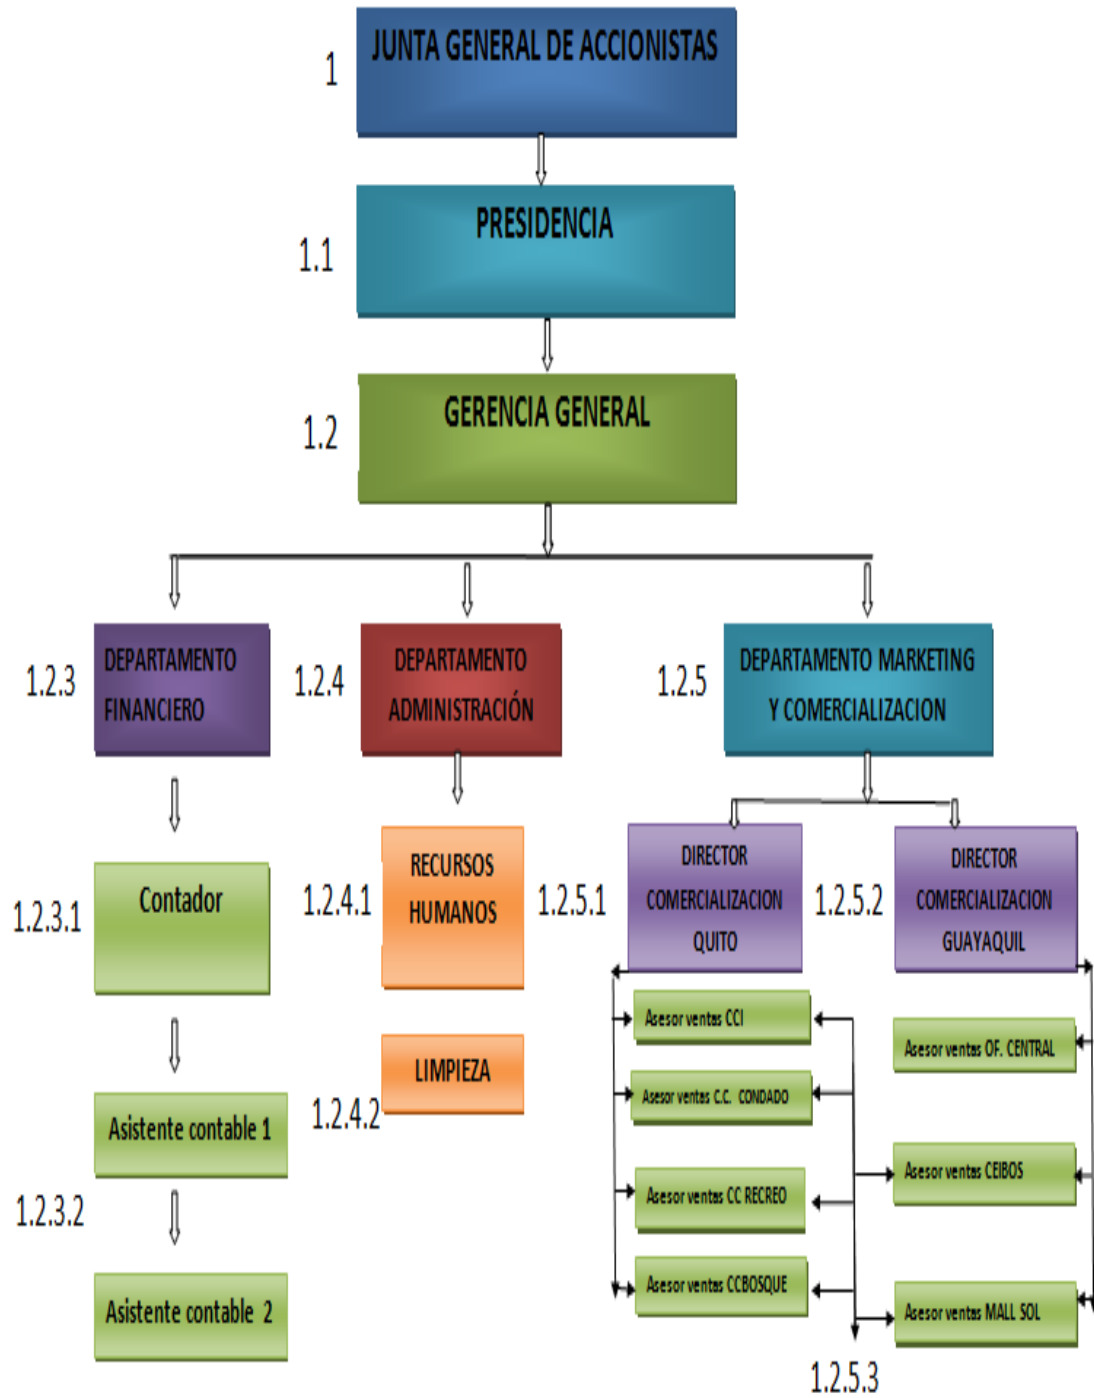 JUNTA GENERAL DE ACCIONISTAS
1
PRESIDENCIA
1.1
GERENCIA GENERAL
1.2
1.2.3
DEPARTAMENTO
FINANCIERO
1.2.4
DEPARTAMENTO
ADMINISTRACIÓN
1.2.5
DEPARTAMENTO MARKETING
Y COMERCIALIZACION
1.2.3.1
Contador
Asistente contable 1
1.2.3.2
Asistente contable 2
1.2.4.1
RECURSOS
HUMANOS
LIMPIEZA
1.2.4.2
1.2.5.1
DIRECTOR
COMERCIALIZACION
QUITO
Asesor ventas CCI
Asesor ventas C.C. CONDADO
Asesor ventas CC RECREO
Asesor ventas CCBOSQUE
1.2.5.2
DIRECTOR
COMERCIALIZACION
GUAYAQUIL
Asesor ventas OF. CENTRAL
Asesor ventas CEIBOS
Asesor ventas MALL SOL
1.2.5.3